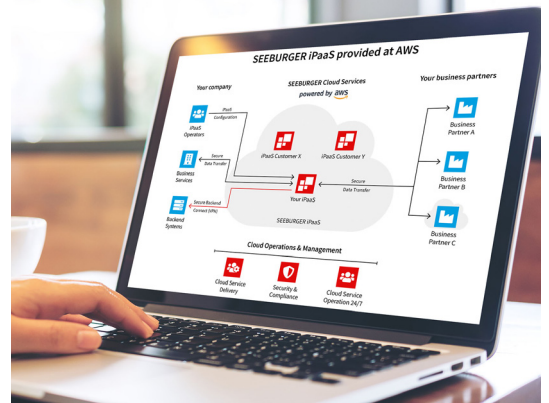 SEEBURGER iPaaS provided at AWS
Your company
SEEBURGER Cloud Services
powered by aws
Your business partners
iPaaS
Configuration
iPaaS
Operators
iPaaS Customer X
iPaaS Customer Y
Business
Partner A
Secure
Data Transfer
Business
Services
Your iPaaS
Secure
Data Transfer
Business
Partner B
Secure Backend
Connect (VPN)
Backend
Systems
SEEBURGER iPaaS
Business
Partner C
Cloud Operations & Management
Cloud Service
Delivery
Security &
Compliance
Cloud Service
Operation 24/7